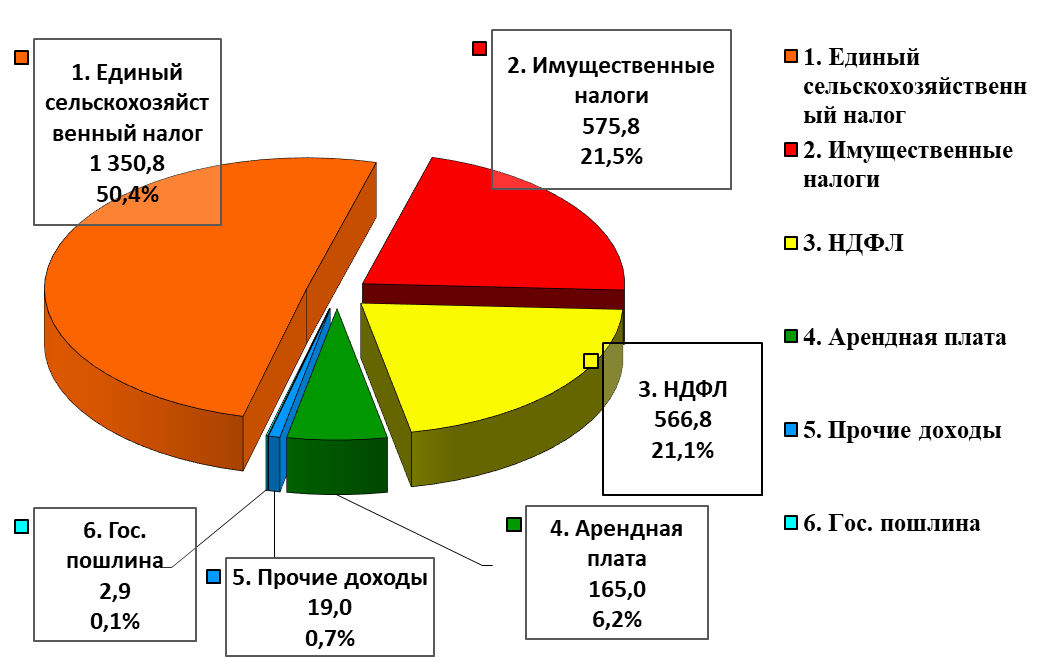 1. Единый
сельскохозяйст
венный налог
1 350,8
50,4%
2. Имущественные
налоги
575,8
21,5%
3. НДФЛ
566,8
21,1%
4. Арендная
плата
165,0
6,2%
5. Прочие доходы
19,0
0,7%
6. Гос.
пошлина
2,9
0,1%
1. Единый
сельскохозяйственн
ый налог
2. Имущественные
налоги
3. НДФЛ
4. Арендная плата
5. Прочие доходы
6. Гос. пошлина